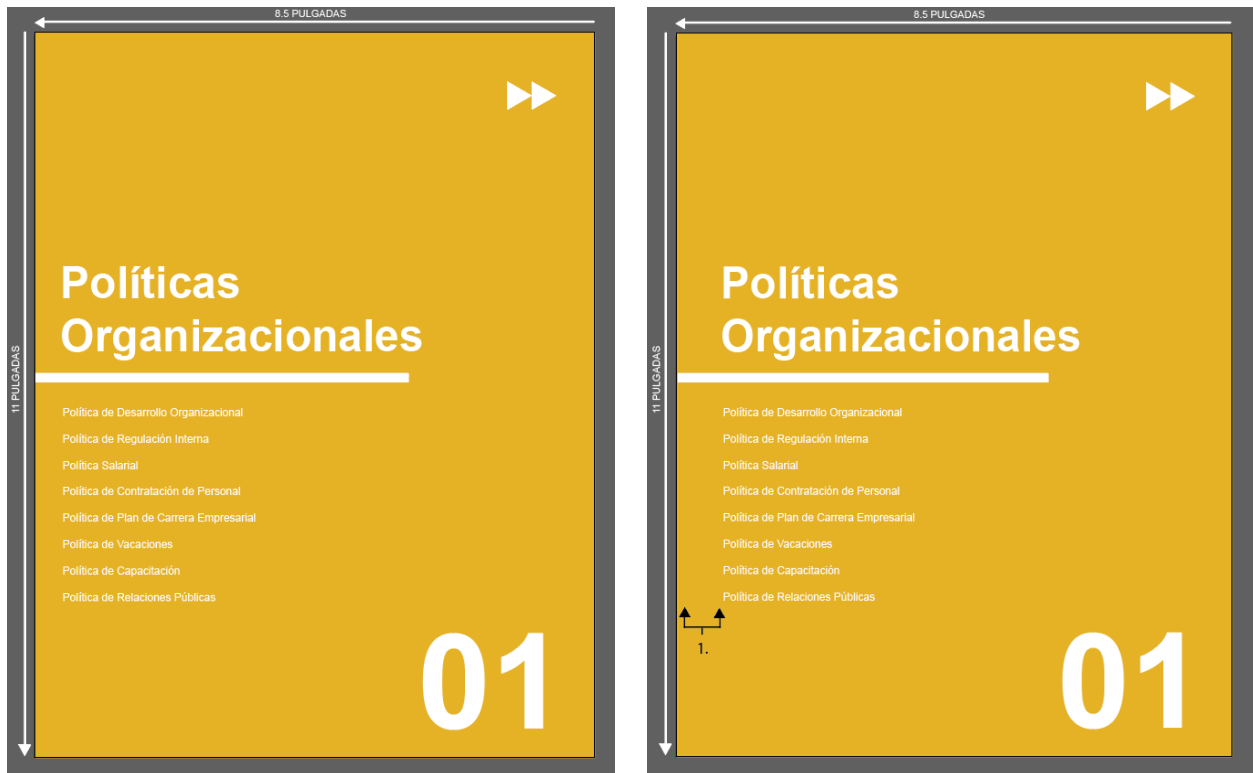 8.5 PULGADAS
11 PULGADAS
Políticas
Organizacionales
Política de Desarrollo Organizacional
Política de Regulación Interna
Política Salarial
Política de Contratación de Personal
Política de Plan de Carrera Empresarial
Política de Vacaciones
Política de Capacitación
Política de Relaciones Públicas
01
8.5 PULGADAS
11 PULGADAS
Políticas
Organizacionales
Política de Desarrollo Organizacional
Política de Regulación Interna
Política Salarial
Política de Contratación de Personal
Política de Plan de Carrera Empresarial
Política de Vacaciones
Política de Capacitación
Política de Relaciones Públicas
1.
01